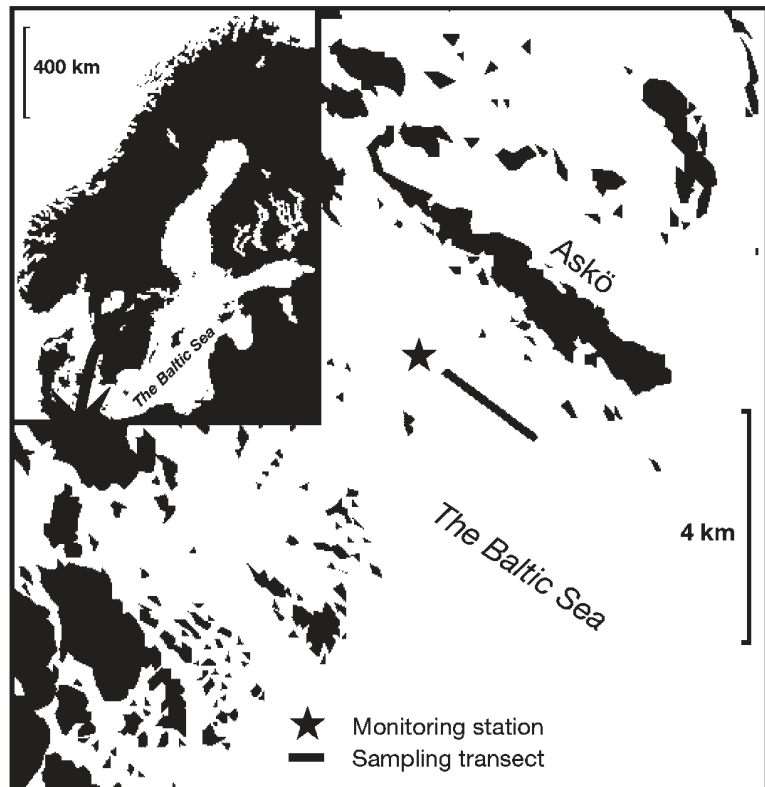 400 km
The Baltic Sea
Askö
4 km
The Baltic Sea
Monitoring station
Sampling transect